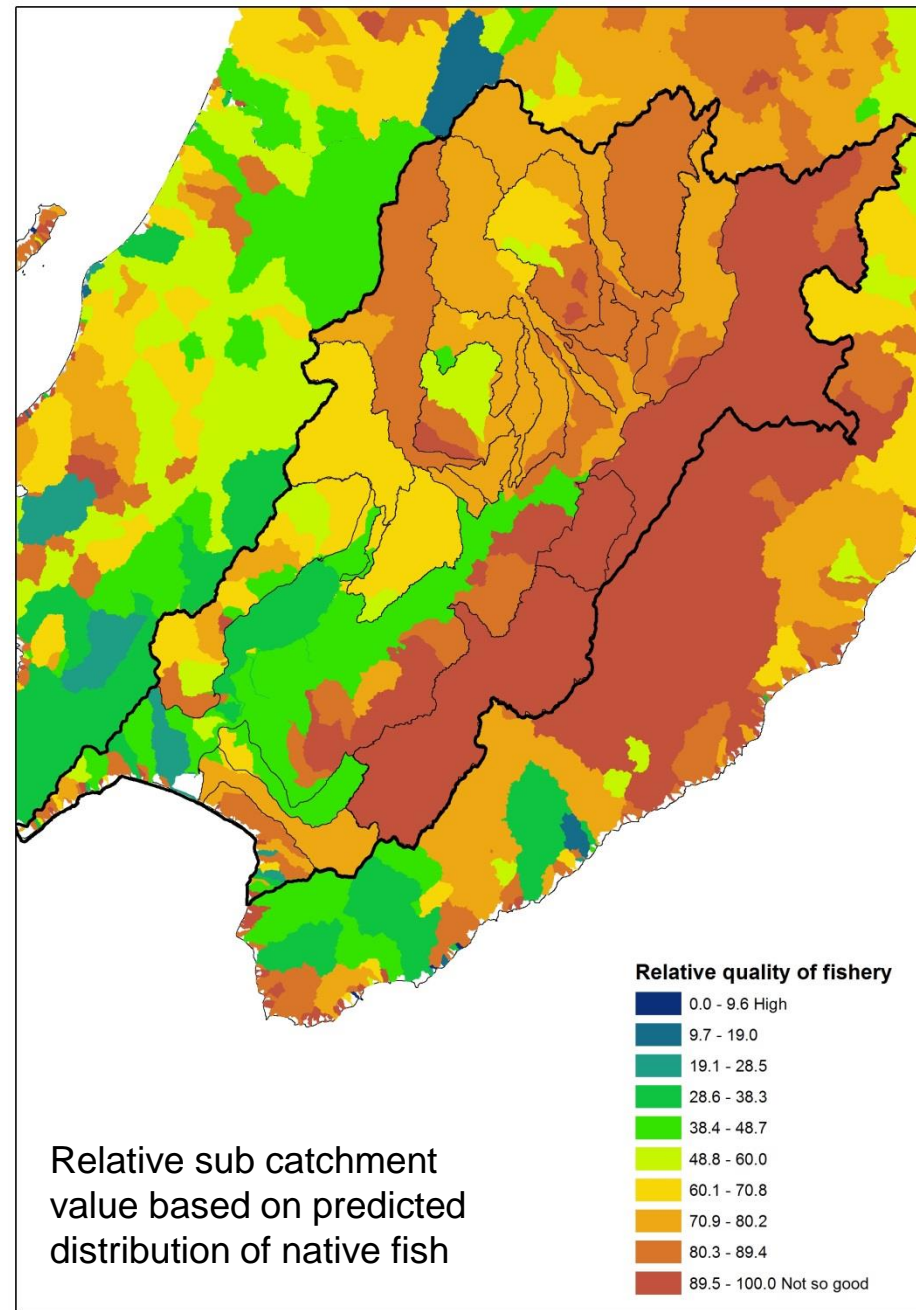 Relative quality of fishery
0.0 - 9.6 High
9.7 - 19.0
19.1 - 28.5
28.6 - 38.3
38.4 - 48.7
48.8 - 60.0
60.1 - 70.8
70.9 - 80.2
80.3 - 89.4
89.5 - 100.0 Not so good
Relative sub catchment
value based on predicted
distribution of native fish